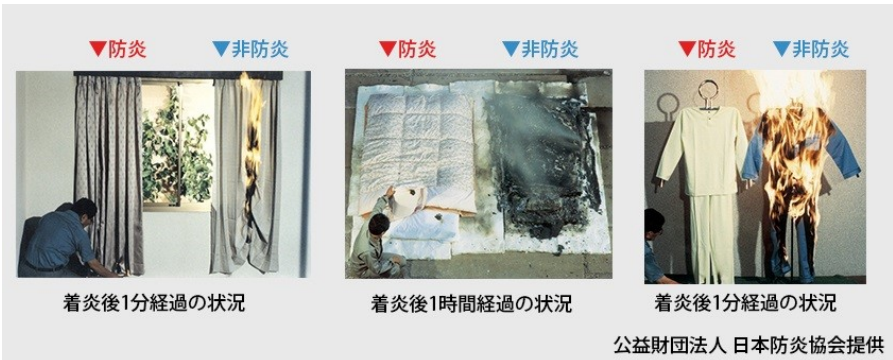 ▼防炎 ▼非防炎
着炎後1分経過の状況
▼防炎 ▼非防炎
着炎後1時間経過の状況
▼防炎 ▼非防炎
着炎後1分経過の状況
公益財団法人 日本防炎協会提供